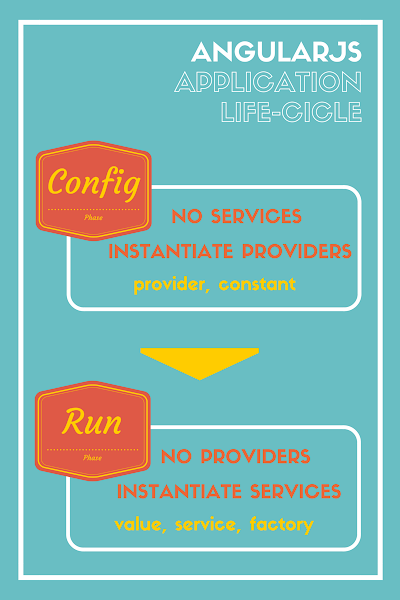 ANGULARJS
APPLICATION
LIFE-CICLE
Config
Phase
NO SERVICES
INSTANTIATE PROVIDERS
provider, constant
Run
Phase
NO PROVIDERS
INSTANTIATE SERVICES
value, service, factory